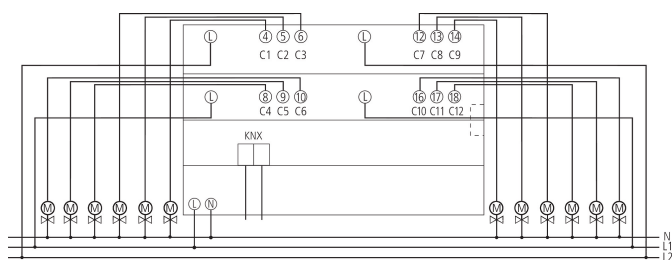 L 4 5 6 L 12 13 14
C1 C2 C3 C7 C8 C9
L 8 9 10 L 16 17 18
C4 C5 C6 C10 C11 C12
KNX
M M M M M M L N M M M M M M
N
L1
L2